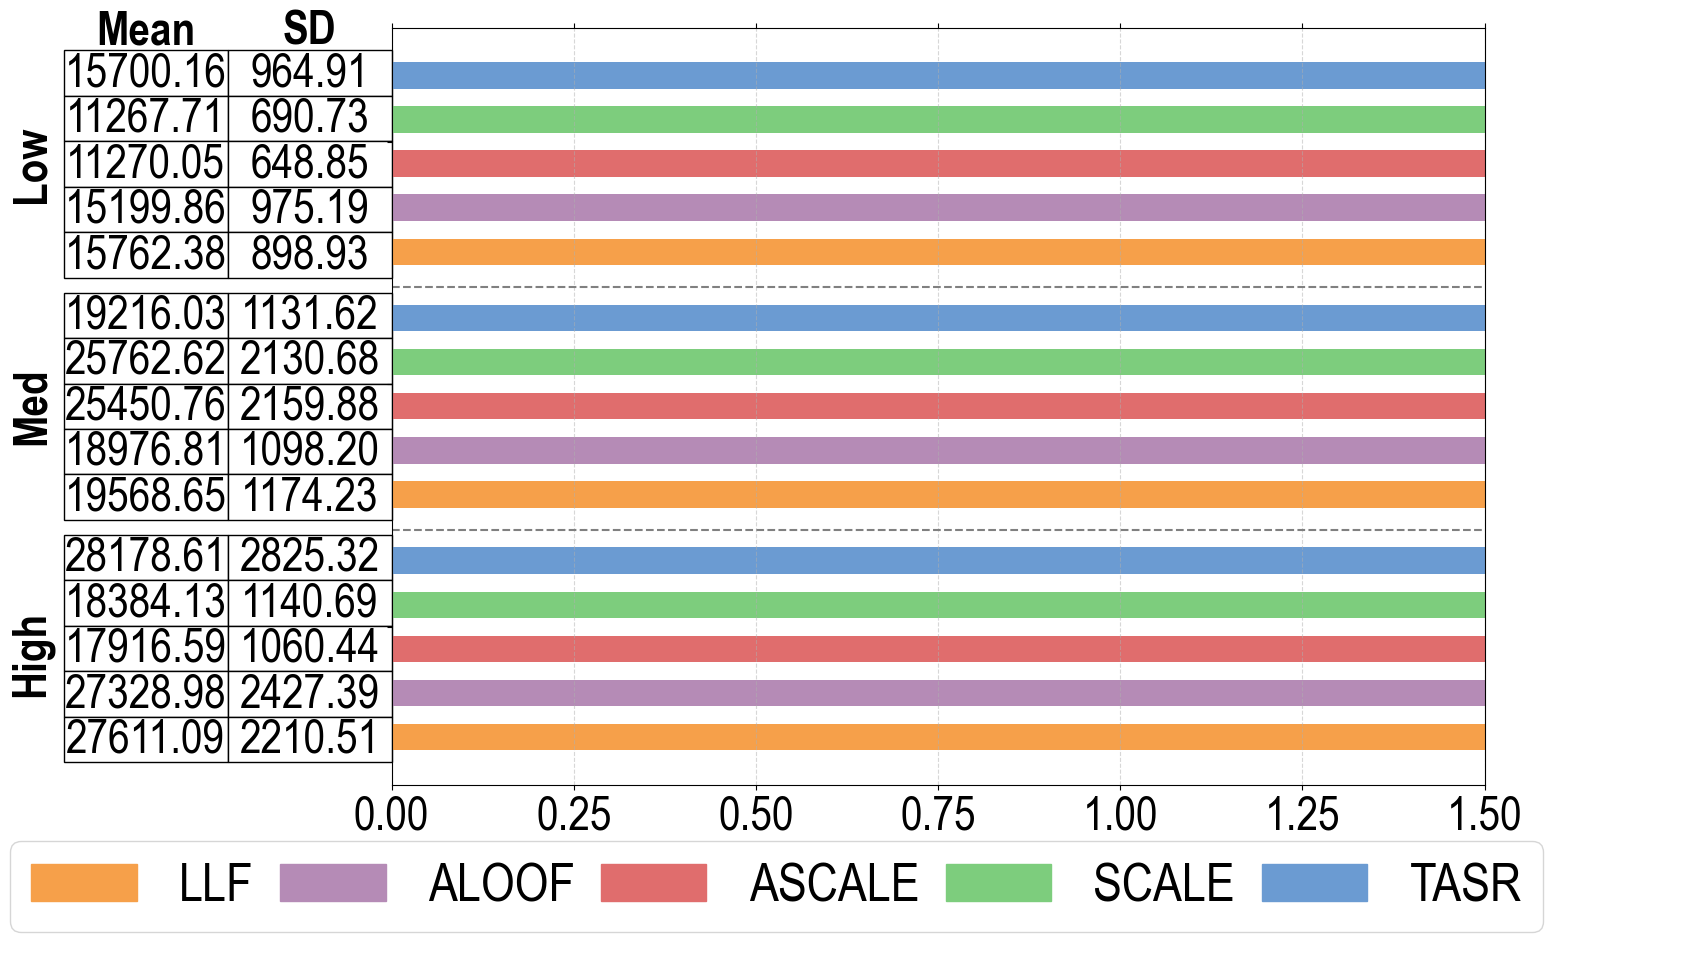 Mean SD
Low
15700.16 964.91
11267.71 690.73
11270.05 648.85
15199.86 975.19
15762.38 898.93
Med
19216.03 1131.62
25762.62 2130.68
25450.76 2159.88
18976.81 1098.20
19568.65 1174.23
High
28178.61 2825.32
18384.13 1140.69
17916.59 1060.44
27328.98 2427.39
27611.09 2210.51
0.00 0.25 0.50 0.75 1.00 1.25 1.50
LLF ALOOF ASCALE SCALE TASR